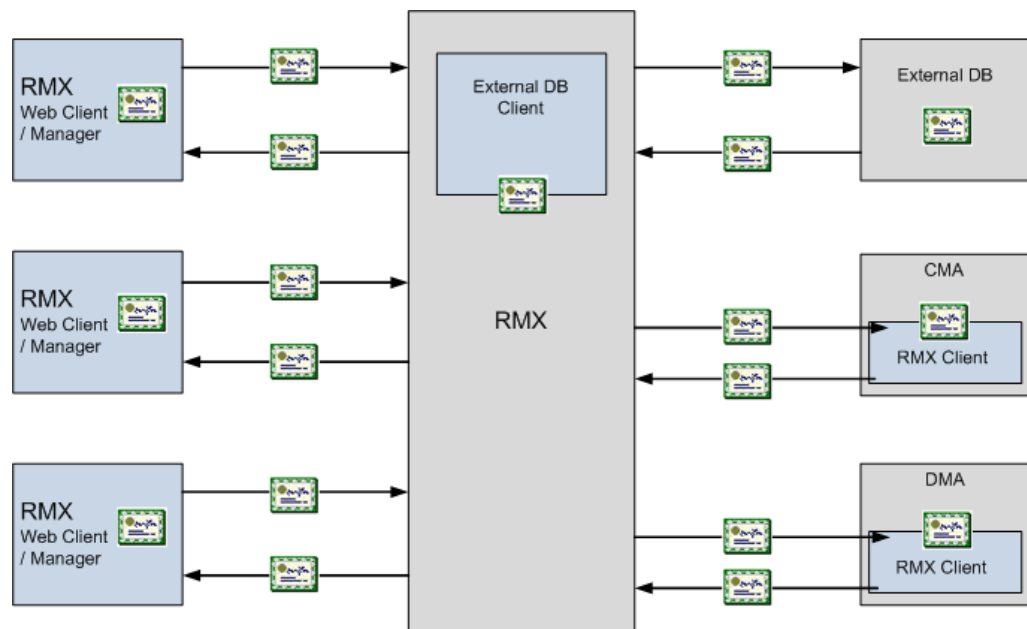 RMX
Web Client
/ Manager
External DB
Client
External DB
RMX
Web Client
/ Manager
RMX
CMA
RMX Client
RMX
Web Client
/ Manager
DMA
RMX Client